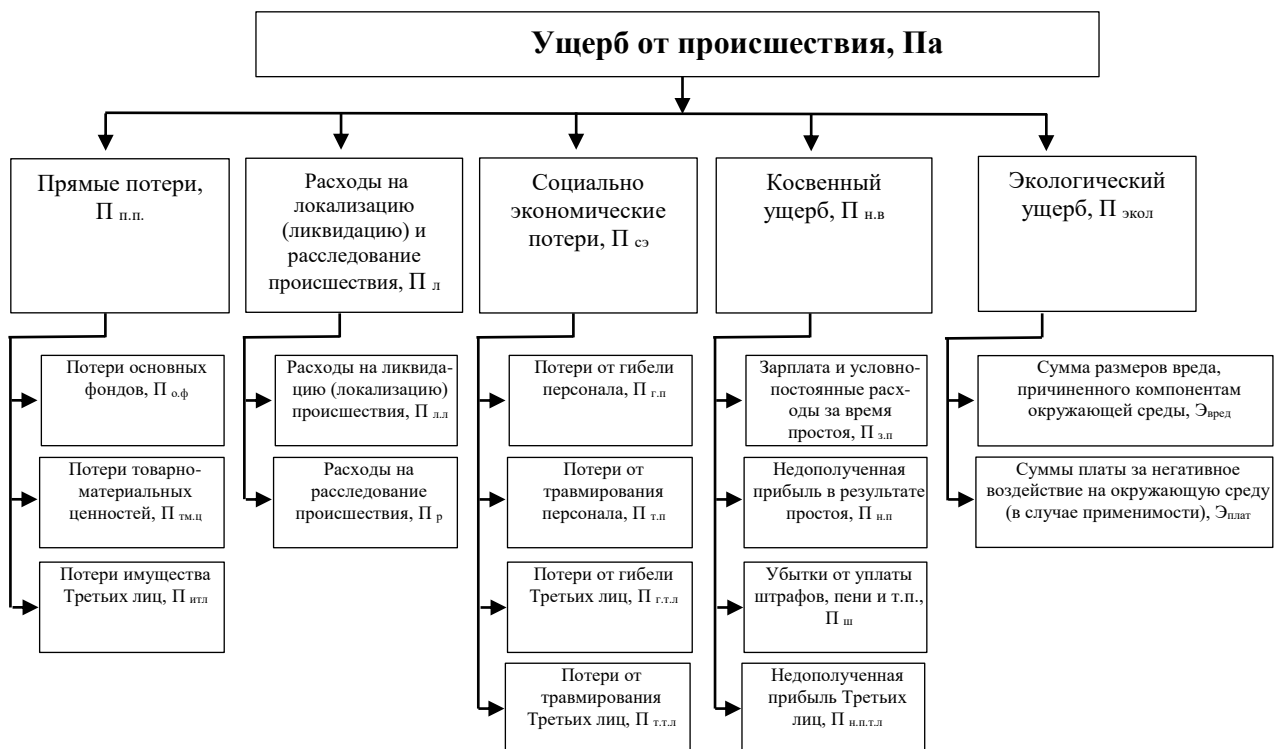 Ущерб от происшествия, Па
Прямые потери,
П п.п.
Расходы на
локализацию
(ликвидацию) и
расследование
происшествия, П л
Социально
экономические
потери, П сэ
Косвенный
ущерб, П н.в
Экологический
ущерб, П экол
Потери основных
фондов, П о.ф
Потери товарно-
материальных
ценностей, П тм.ц
Потери имущества
Третьих лиц, П итл
Расходы на ликвида-
цию (локализацию)
происшествия, П л.л
Расходы на
расследование
происшествия, П р
Потери от гибели
персонала, П г.п
Потери от
травмирования
персонала, П т.п
Потери от гибели
Третьих лиц, П г.т.л
Потери от
травмирования
Третьих лиц, П т.т.л
Зарплата и условно-
постоянные расх-
оды за время
простоя, П з.п
Недополученная
прибыль в результате
простоя, П н.п
Убытки от уплаты
штрафов, пени и т.п.,
П ш
Недополученная
прибыль Третьих
лиц, П н.п.т.л
Сумма размеров вреда,
причиненного компонентам
окружающей среды, Эвред
Суммы платы за негативное
воздействие на окружающую среду
(в случае применимости), Эплат